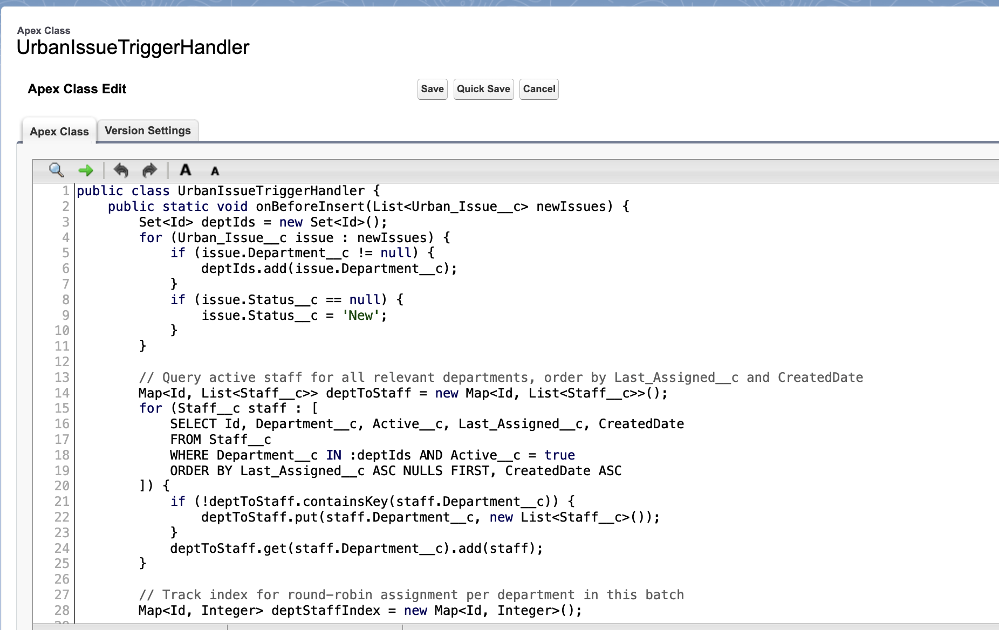 Apex Class
UrbanIssueTriggerHandler
Apex Class Edit
Save Quick Save Cancel
Apex Class Version Settings
A A
1 public class UrbanIssueTriggerHandler {
2     public static void onBeforeInsert(List<Urban_Issue__c> newIssues) {
3         Set<Id> deptIds = new Set<Id>();
4         for (Urban_Issue__c issue : newIssues) {
5             if (issue.Department__c != null) {
6                 deptIds.add(issue.Department__c);
7             }
8             if (issue.Status__c == null) {
9                 issue.Status__c = 'New';
10             }
11         }
12
13         // Query active staff for all relevant departments, order by Last_Assigned__c and CreatedDate
14         Map<Id, List<Staff__c>> deptToStaff = new Map<Id, List<Staff__c>>();
15         for (Staff__c staff : [
16             SELECT Id, Department__c, Active__c, Last_Assigned__c, CreatedDate
17             FROM Staff__c
18             WHERE Department__c IN :deptIds AND Active__c = true
19             ORDER BY Last_Assigned__c ASC NULLS FIRST, CreatedDate ASC
20         ]) {
21             if (!deptToStaff.containsKey(staff.Department__c)) {
22                 deptToStaff.put(staff.Department__c, new List<Staff__c>());
23             }
24             deptToStaff.get(staff.Department__c).add(staff);
25         }
26
27         // Track index for round-robin assignment per department in this batch
28         Map<Id, Integer> deptStaffIndex = new Map<Id, Integer>();